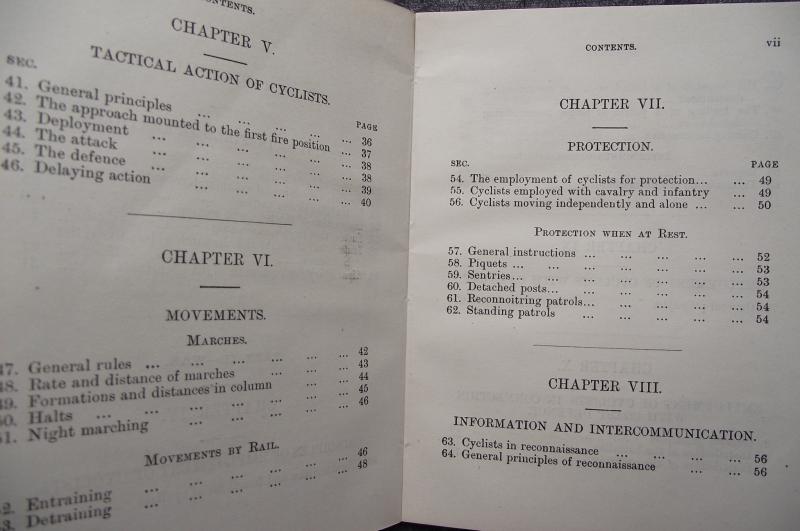 CONTENTS.
CHAPTER V.
TACTICAL ACTION OF CYCLISTS.
SEC. PAGE
41. General principles ... ... ... ... ... 36
42. The approach mounted to the first fire position ... 37
43. Deployment ... ... ... ... ... 38
44. The attack ... ... ... ... ... 38
45. The defence ... ... ... ... ... 39
46. Delaying action ... ... ... ... 40
CHAPTER VI.
MOVEMENTS.
MARCHES.
47. General rules ... ... ... ... ... 42
48. Rate and distance of marches ... ... ... 43
49. Formations and distances in column ... ... 44
50. Halts ... ... ... ... ... 45
51. Night marching ... ... ... ... 46
MOVEMENTS BY RAIL.
52. Entraining ... ... ... ... ... 46
53. Detraining ... ... ... ... ... 48
CONTENTS. vii
CHAPTER VII.
PROTECTION.
SEC. PAGE
54. The employment of cyclists for protection... ... 49
55. Cyclists employed with cavalry and infantry ... 49
56. Cyclists moving independently and alone ... ... 50
PROTECTION WHEN AT REST.
57. General instructions ... ... ... ... ... 52
58. Piquets ... ... ... ... ... ... 53
59. Sentries... ... ... ... ... ... 53
60. Detached posts... ... ... ... ... ... 54
61. Reconnoitring patrols... ... ... ... ... 54
62. Standing patrols ... ... ... ... ... 54
CHAPTER VIII.
INFORMATION AND INTERCOMMUNICATION.
63. Cyclists in reconnaissance ... ... ... ... 56
64. General principles of reconnaissance ... ... 56